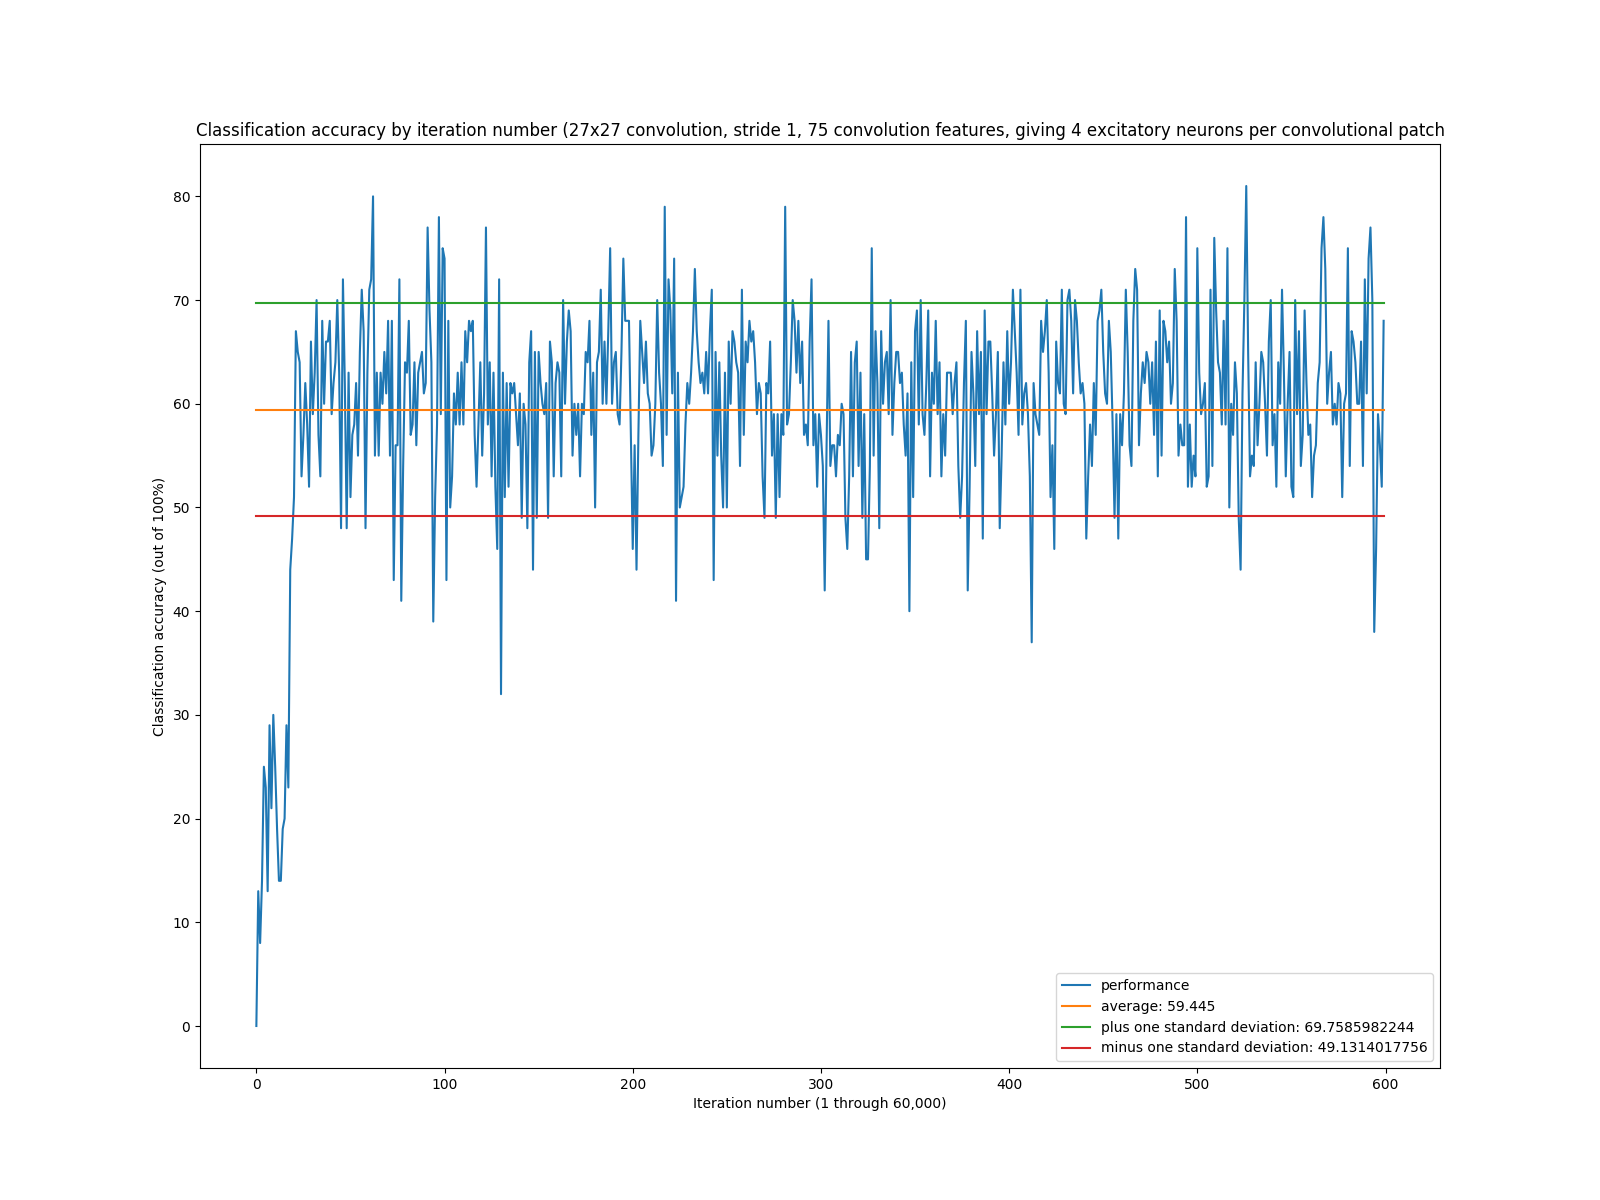 Classification accuracy by iteration number (27x27 convolution, stride 1, 75 convolution features, giving 4 excitatory neurons per convolutional patch
Classification accuracy (out of 100%)
80
70
60
50
40
30
20
10
0
performance
average: 59.445
plus one standard deviation: 69.7585982244
minus one standard deviation: 49.1314017756
0 100 200 300 400 500 600
Iteration number (1 through 60,000)